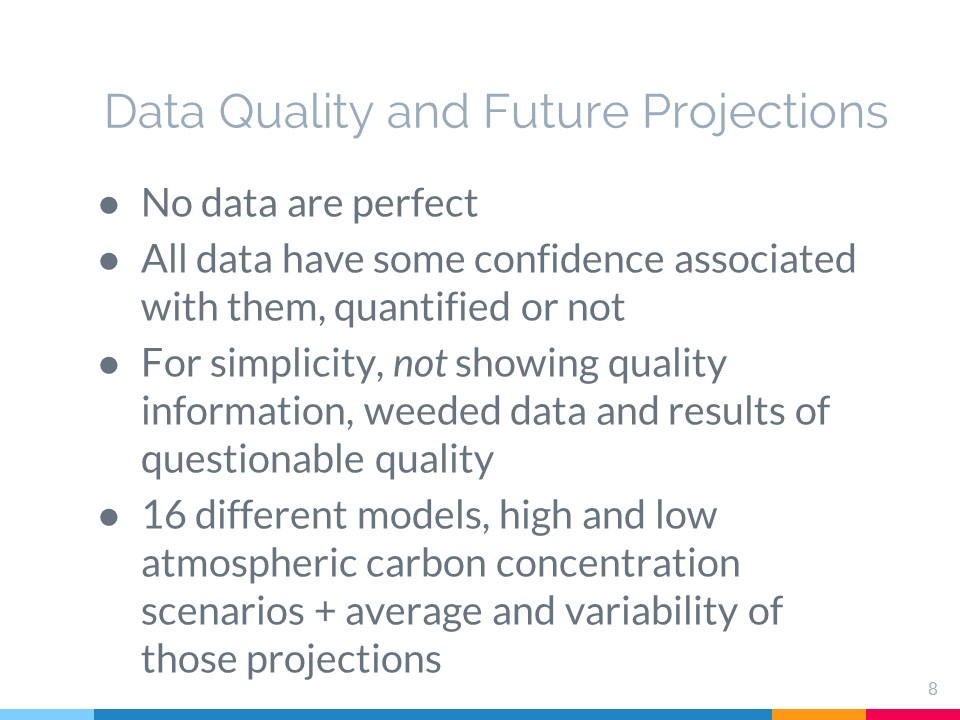 Data Quality and Future Projections
● No data are perfect
● All data have some confidence associated
with them, quantified or not
● For simplicity, not showing quality
information, weeded data and results of
questionable quality
● 16 different models, high and low
atmospheric carbon concentration
scenarios + average and variability of
those projections
8